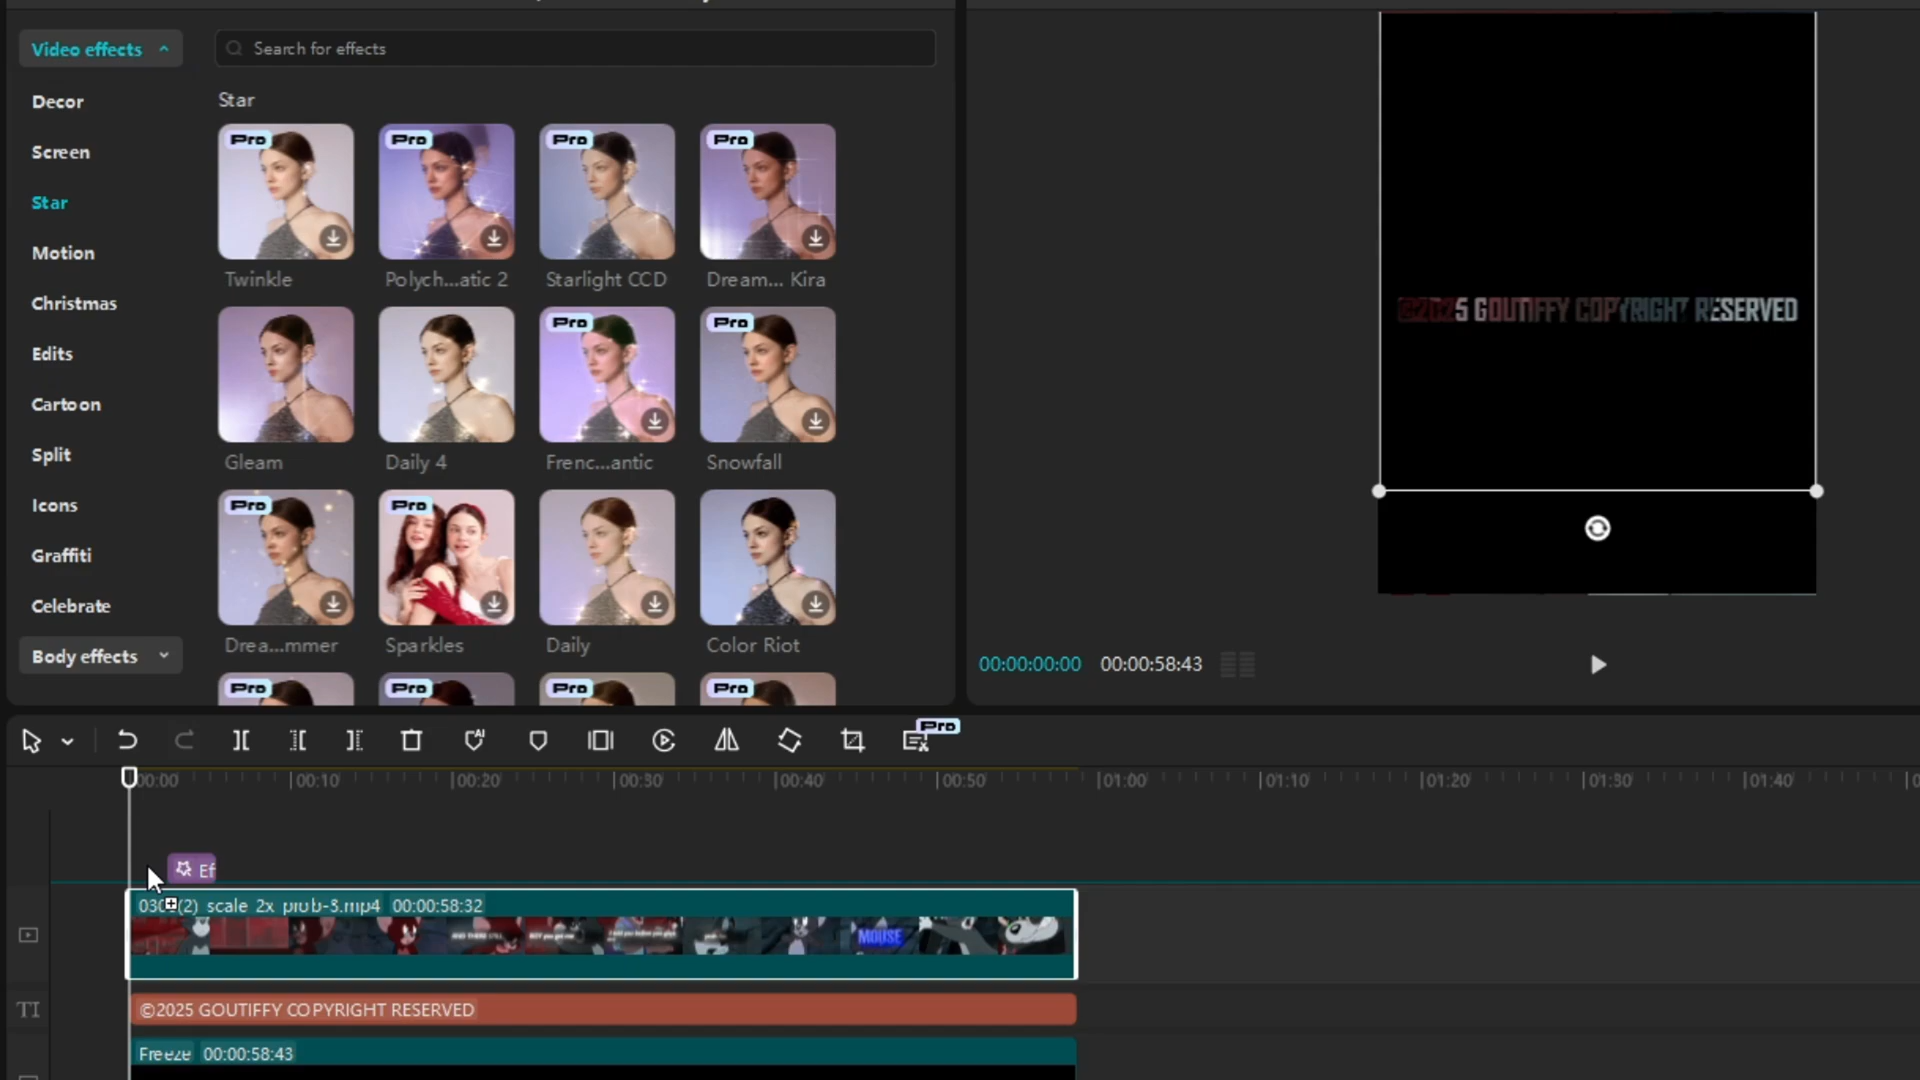 Video effects
Search for effects
Decor
Screen
Star
Motion
Christmas
Edits
Cartoon
Split
Icons
Graffiti
Celebrate
Body effects
Star
Pro
Pro
Pro
Pro
Twinkle
Polych...atic 2
Starlight CCD
Dream... Kira
Pro
Pro
Gleam
Daily 4
Frenc...antic
Snowfall
Pro
Pro
Drea...mmer
Sparkles
Daily
Color Riot
Pro
Pro
Pro
Pro
©2025 GOUTIFFY COPYRIGHT RESERVED
00:00:00:00
00:00:58:43
Pro
00:00
00:10
00:20
00:30
00:40
00:50
01:00
01:10
01:20
01:30
01:40
Ef
(2) scale 2x prob-3.mp4 00:00:58:32
MOUSE
TI
©2025 GOUTIFFY COPYRIGHT RESERVED
Freeze 00:00:58:43